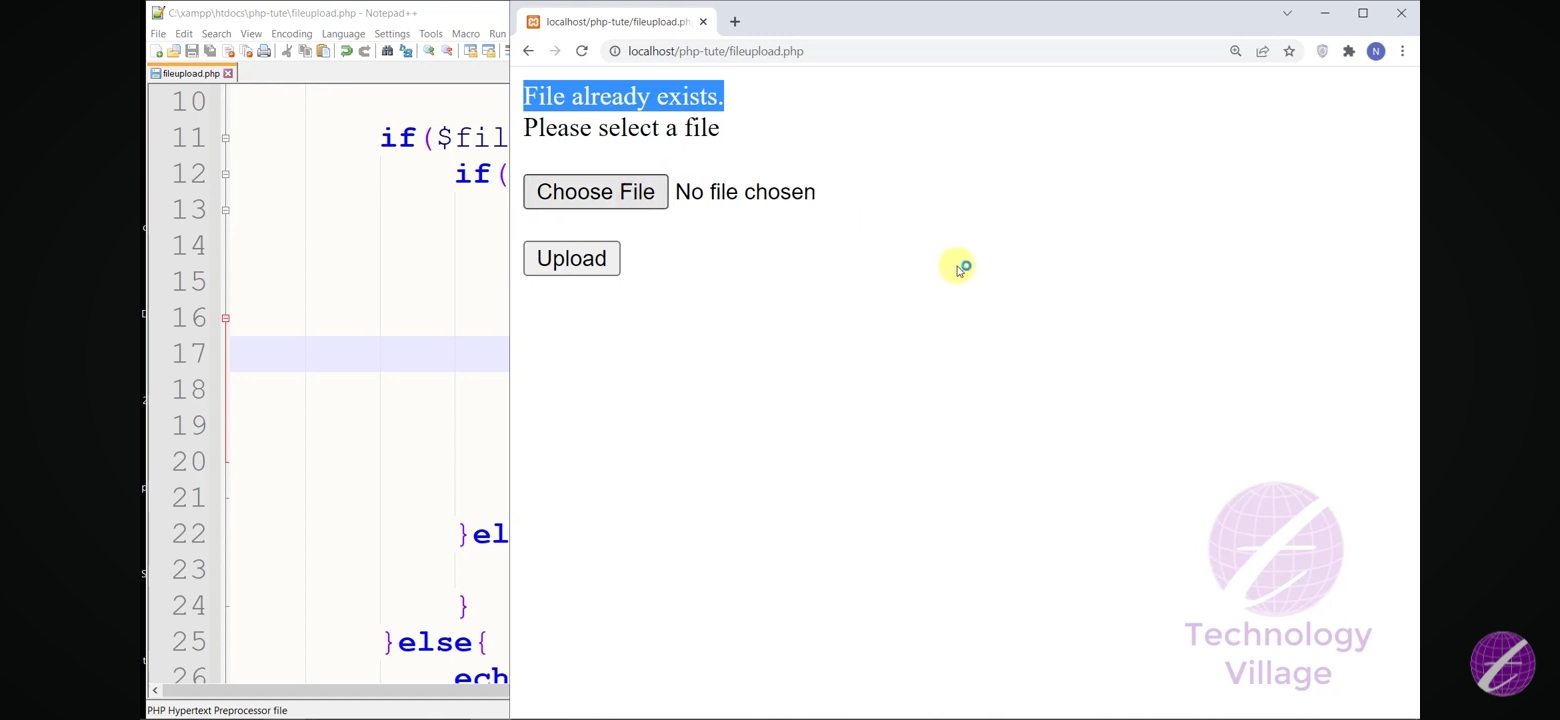 C:\xampp\htdocs\php-tute\fileupload.php - Notepad++
File Edit Search View Encoding Language Settings Tools Macro Run
fileupload.php
10
11 if($fil
12 if(
13
14
15
16
17
18
19
20
21
22 }el
23
24 }
25 }else{
26 ech
PHP Hypertext Preprocessor file
localhost/php-tute/fileupload.ph
localhost/php-tute/fileupload.php
N
File already exists.
Please select a file
Choose File No file chosen
Upload
Technology
Village